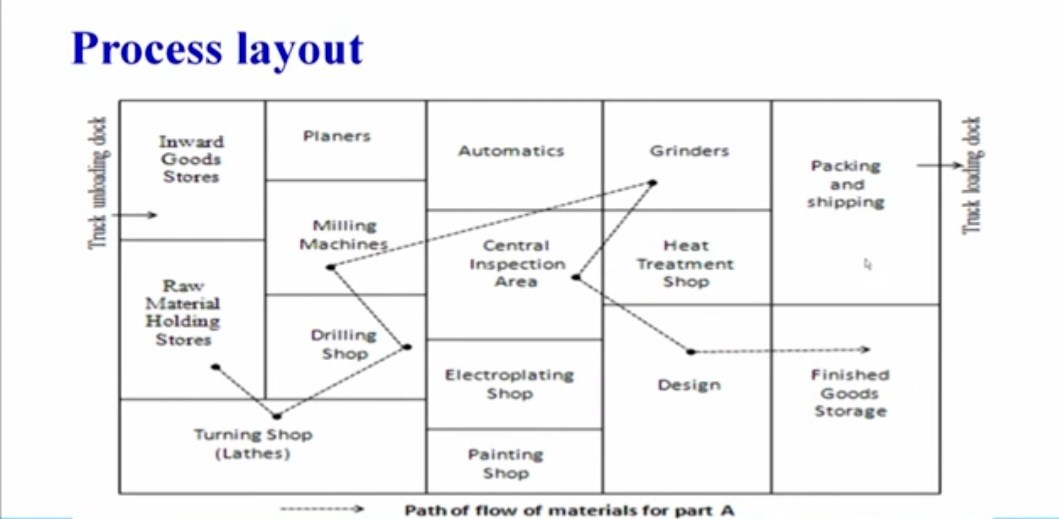 Process layout
Truck unloading dock
Inward
Goods
Stores
Raw
Material
Holding
Stores
Planers
Milling
Machines
Drilling
Shop
Turning Shop
(Lathes)
Automatics
Central
Inspection
Area
Electroplating
Shop
Painting
Shop
Grinders
Heat
Treatment
Shop
Design
Packing
and
shipping
Finished
Goods
Storage
Truck loading dock
Path of flow of materials for part A